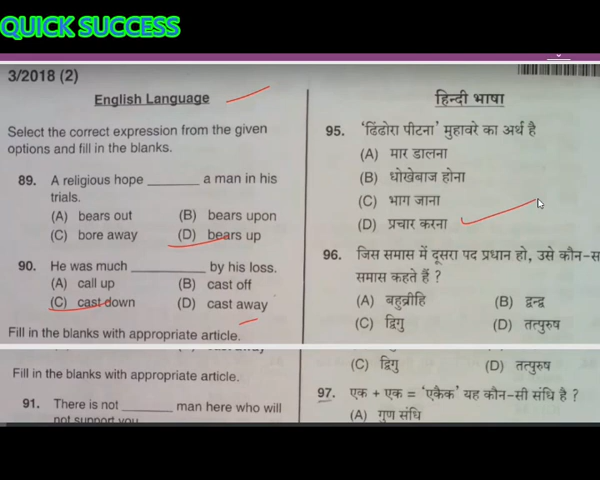 QUICK SUCCESS
3/2018 (2)
English Language
Select the correct expression from the given
options and fill in the blanks.
89. A religious hope ________ a man in his
trials.
(A) bears out (B) bears upon
(C) bore away (D) bears up
90. He was much ___________ by his loss.
(A) call up (B) cast off
(C) cast down (D) cast away
Fill in the blanks with appropriate article.
Fill in the blanks with appropriate article.
91. There is not ________ man here who will
not support you
हिन्दी भाषा
95. 'ढिंढोरा पीटना' मुहावरे का अर्थ है
(A) मार डालना
(B) धोखेबाज होना
(C) भाग जाना
(D) प्रचार करना
96. जिस समास में दूसरा पद प्रधान हो, उसे कौन-स
समास कहते हैं ?
(A) बहुव्रीहि (B) द्वन्द्व
(C) द्विगु (D) तत्पुरुष
(C) द्विगु (D) तत्पुरुष
97. एक + एक = 'एकैक' यह कौन-सी संधि है ?
(A) गुण संधि